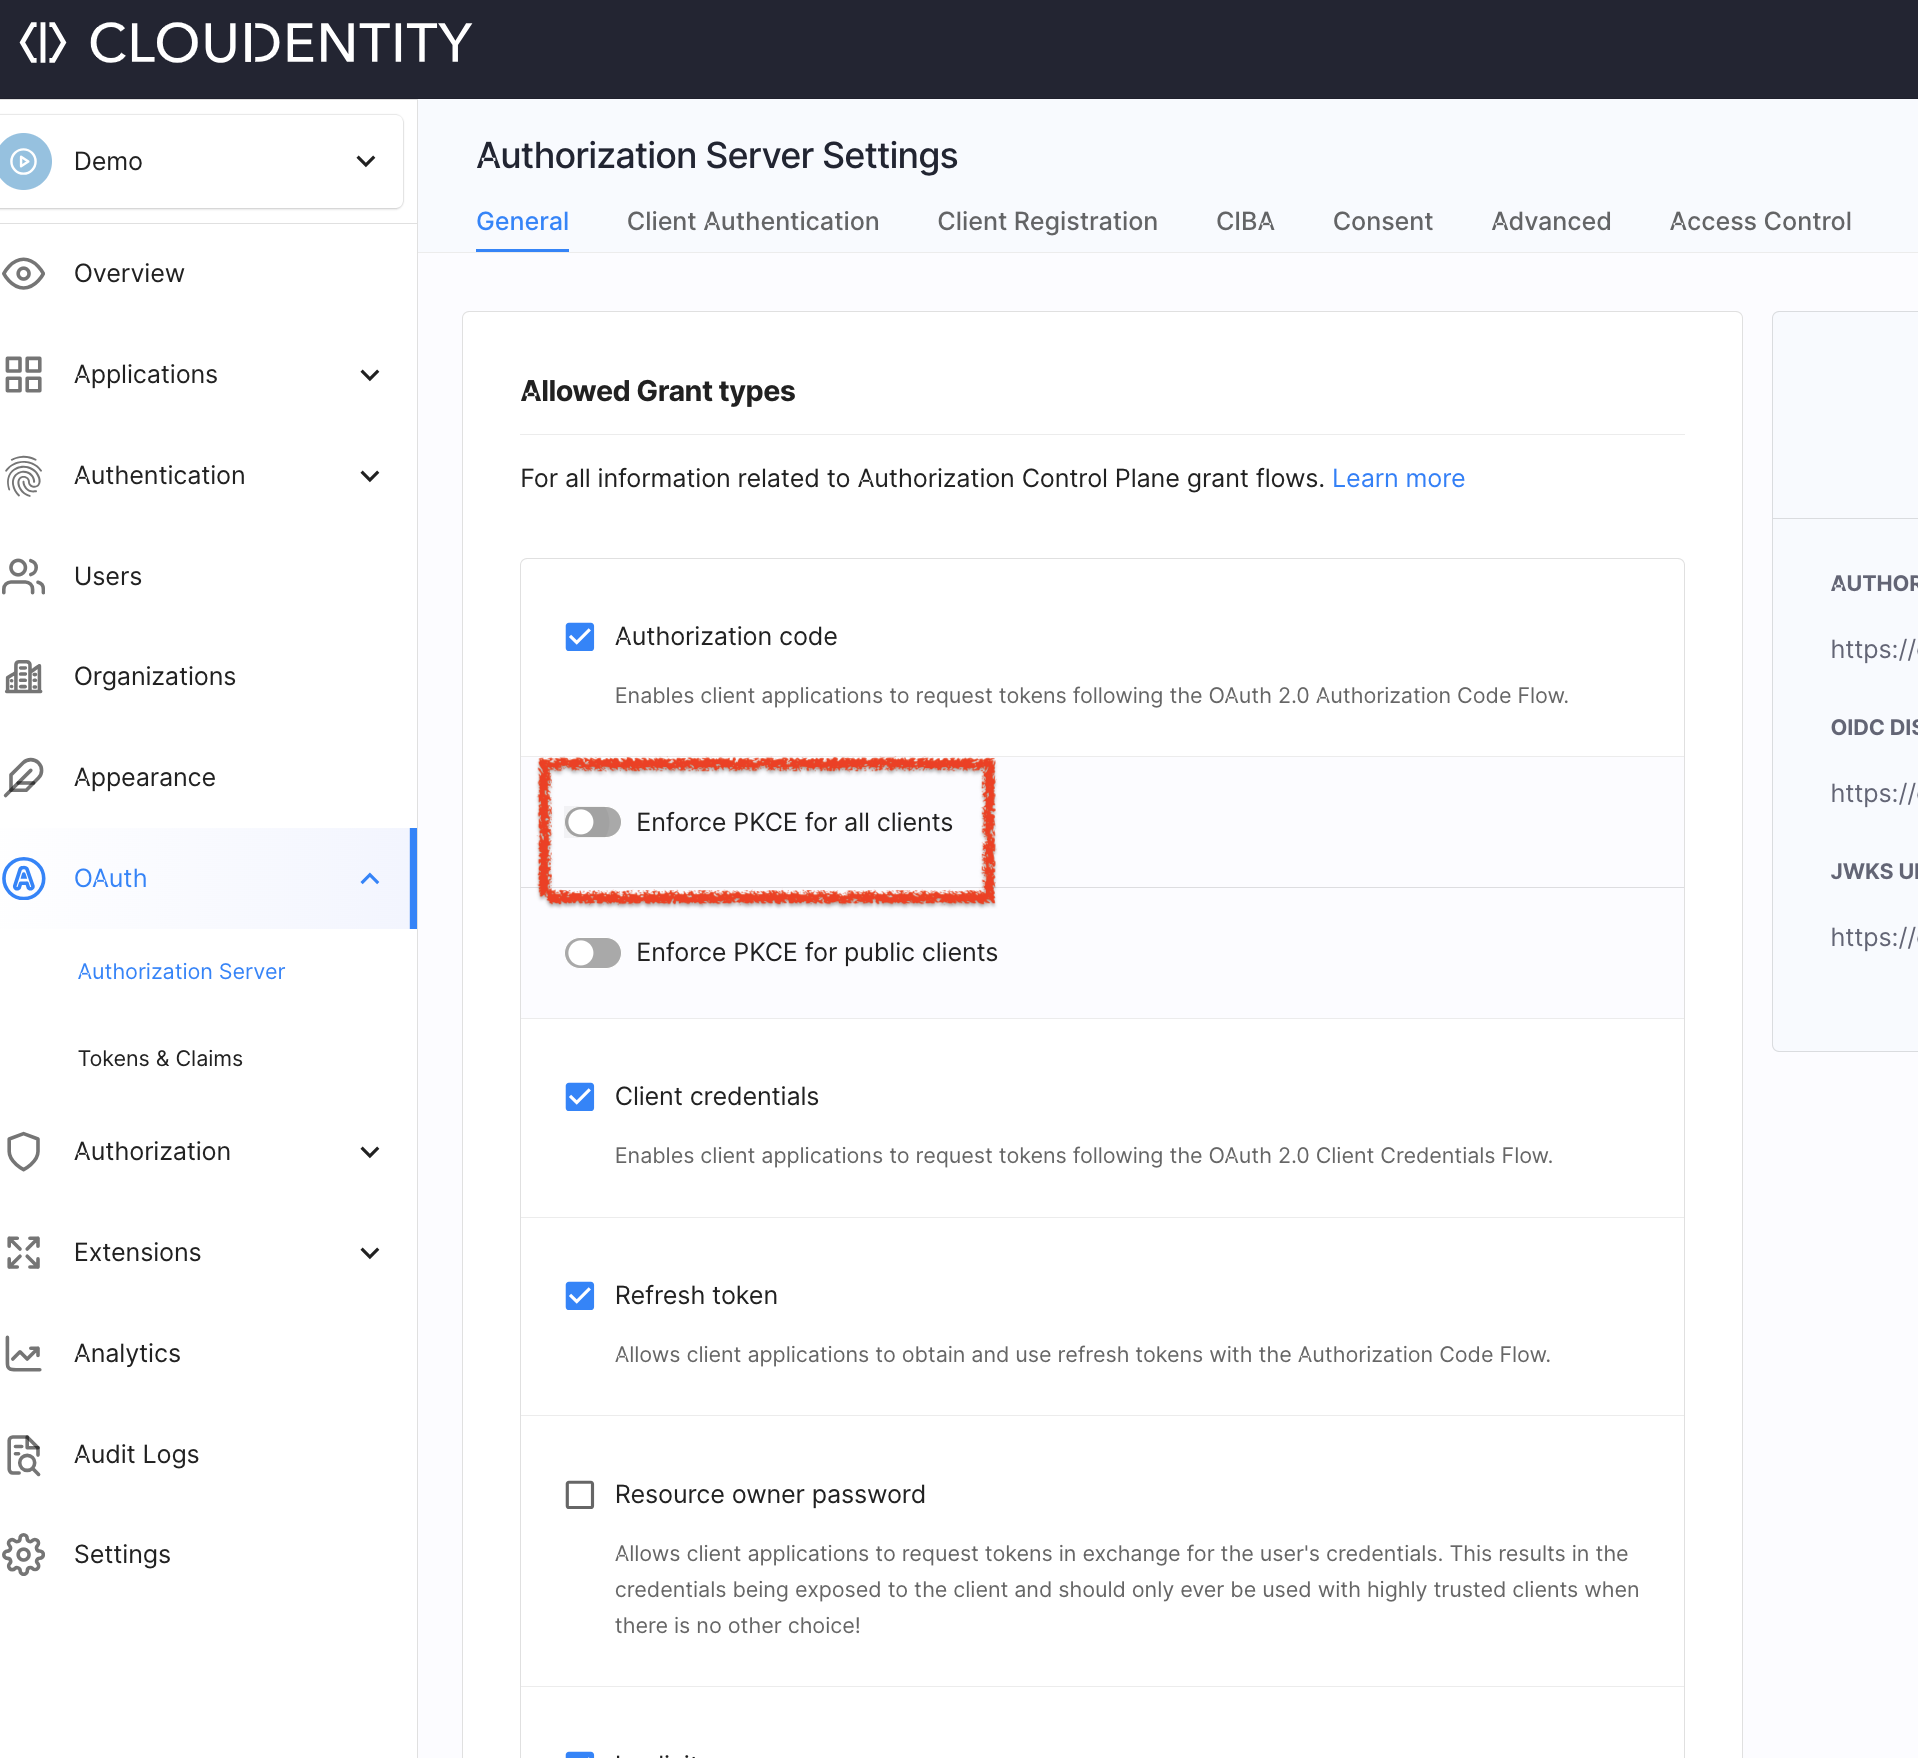 CLOUDENTITY
Demo
Overview
Applications
Authentication
Users
Organizations
Appearance
OAuth
Authorization Server
Tokens & Claims
Authorization
Extensions
Analytics
Audit Logs
Settings
Authorization Server Settings
General Client Authentication Client Registration CIBA Consent Advanced Access Control
Allowed Grant types
For all information related to Authorization Control Plane grant flows. Learn more
Authorization code
Enables client applications to request tokens following the OAuth 2.0 Authorization Code Flow.
Enforce PKCE for all clients
Enforce PKCE for public clients
Client credentials
Enables client applications to request tokens following the OAuth 2.0 Client Credentials Flow.
Refresh token
Allows client applications to obtain and use refresh tokens with the Authorization Code Flow.
Resource owner password
Allows client applications to request tokens in exchange for the user's credentials. This results in the
credentials being exposed to the client and should only ever be used with highly trusted clients when
there is no other choice!
AUTHOR
https://
OIDC DIS
https://
JWKS U
https://